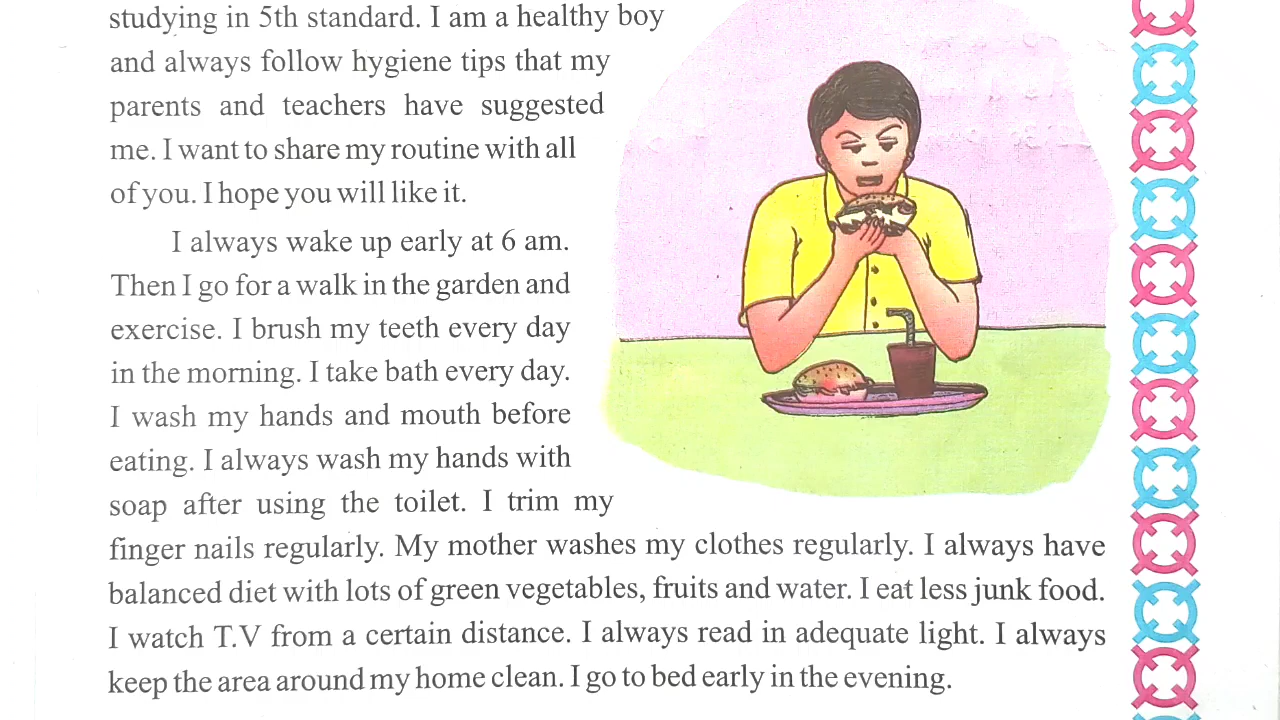 studying in 5th standard. I am a healthy boy
and always follow hygiene tips that my
parents and teachers have suggested
me. I want to share my routine with all
of you. I hope you will like it.
I always wake up early at 6 am.
Then I go for a walk in the garden and
exercise. I brush my teeth every day
in the morning. I take bath every day.
I wash my hands and mouth before
eating. I always wash my hands with
soap after using the toilet. I trim my
finger nails regularly. My mother washes my clothes regularly. I always have
balanced diet with lots of green vegetables, fruits and water. I eat less junk food.
I watch T.V from a certain distance. I always read in adequate light. I always
keep the area around my home clean. I go to bed early in the evening.